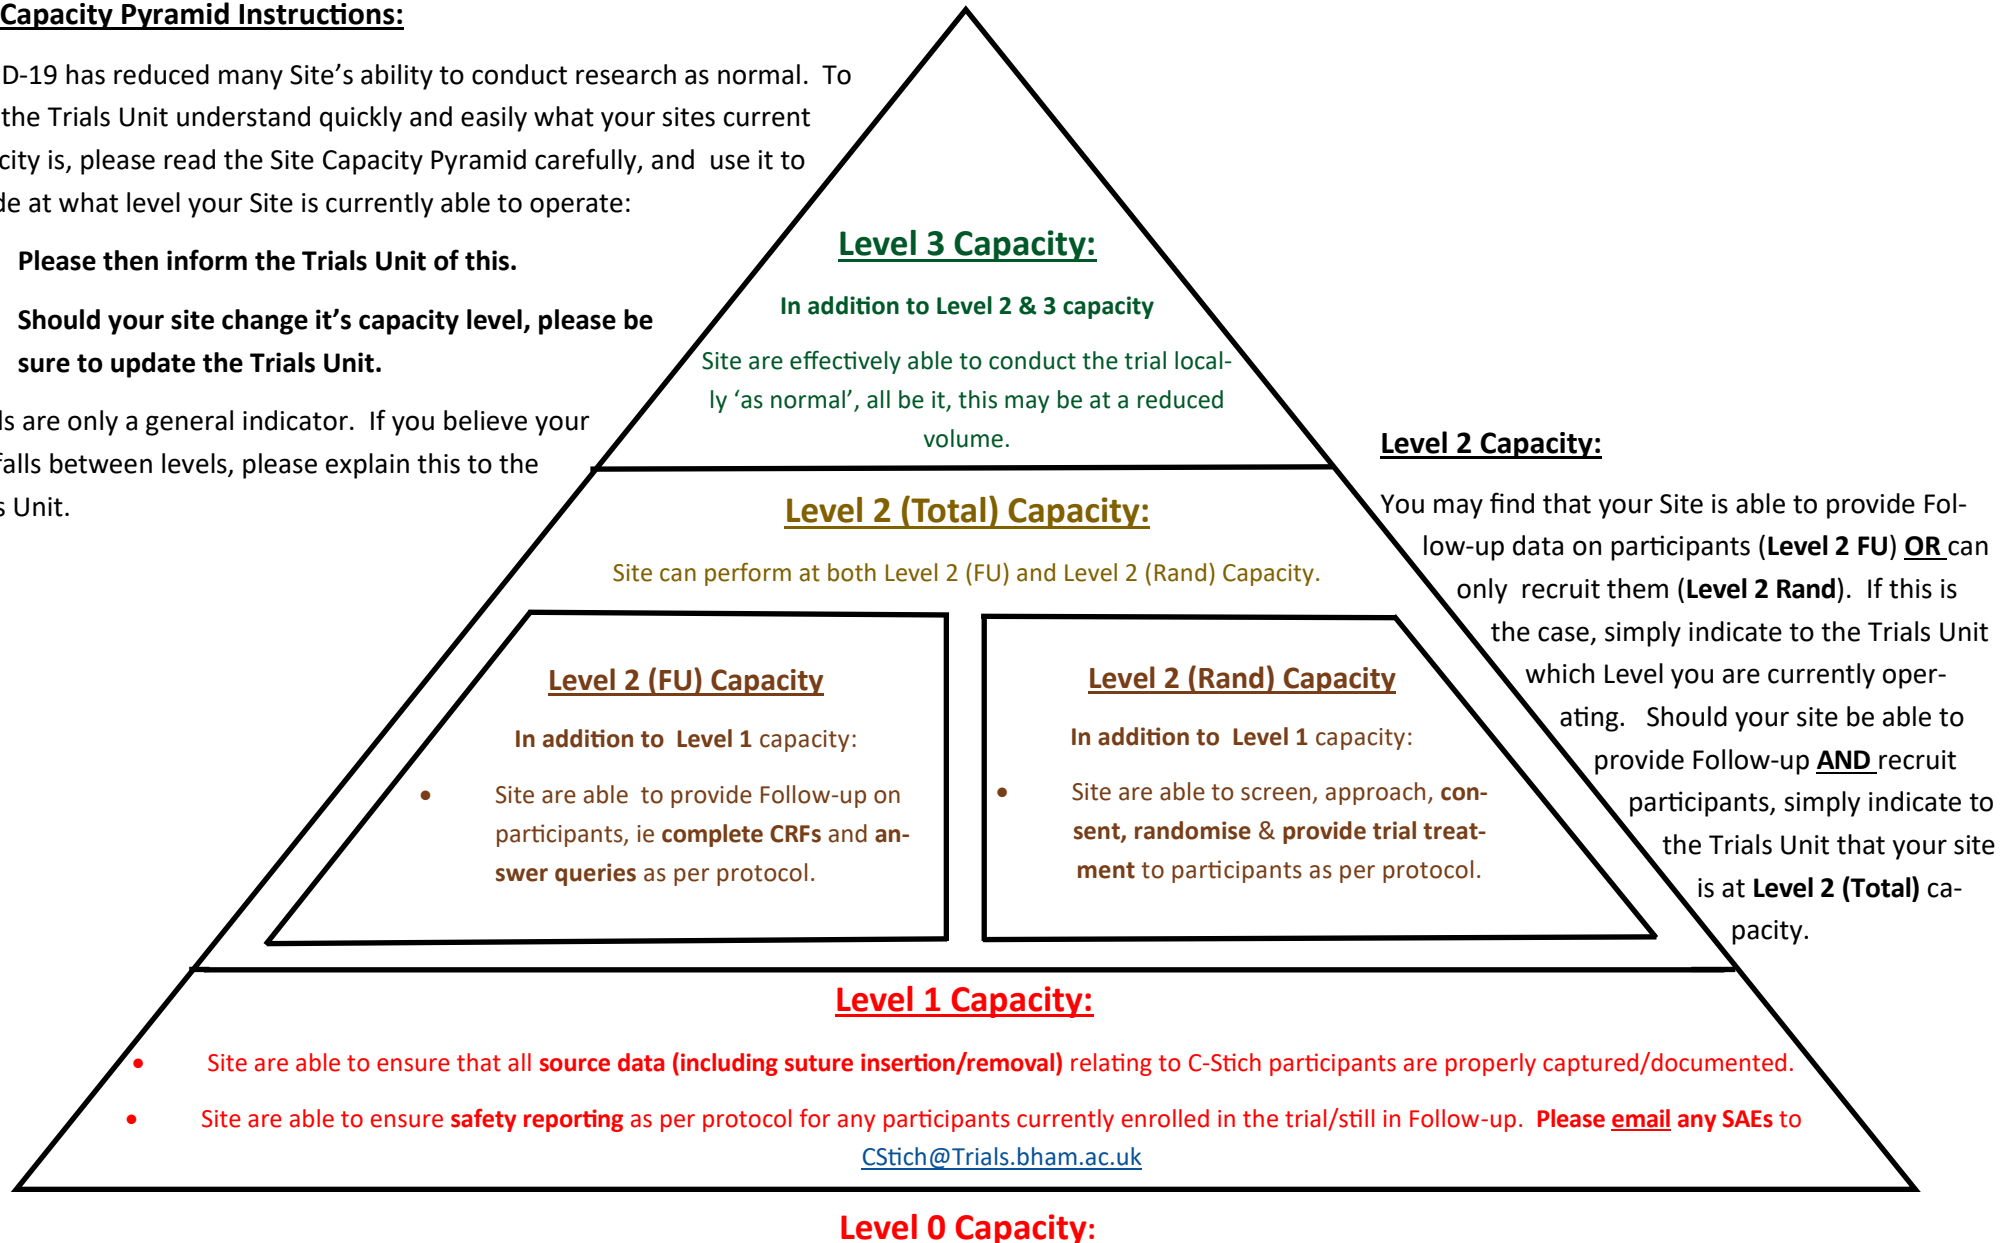 Capacity Pyramid Instructions:
D-19 has reduced many Site's ability to conduct research as normal. To
the Trials Unit understand quickly and easily what your sites current
city is, please read the Site Capacity Pyramid carefully, and use it to
de at what level your Site is currently able to operate:
Please then inform the Trials Unit of this.
Should your site change it's capacity level, please be
sure to update the Trials Unit.
ls are only a general indicator. If you believe your
falls between levels, please explain this to the
s Unit.
Level 3 Capacity:
In addition to Level 2 & 3 capacity
Site are effectively able to conduct the trial local-
ly ‘as normal’, all be it, this may be at a reduced
volume.
Level 2 (Total) Capacity:
Site can perform at both Level 2 (FU) and Level 2 (Rand) Capacity.
Level 2 (FU) Capacity
In addition to Level 1 capacity:
• Site are able to provide Follow-up on
participants, ie complete CRFs and an-
swer queries as per protocol.
Level 2 (Rand) Capacity
In addition to Level 1 capacity:
• Site are able to screen, approach, con-
sent, randomise & provide trial treat-
ment to participants as per protocol.
Level 2 Capacity:
You may find that your Site is able to provide Fol-
low-up data on participants (Level 2 FU) OR can
only recruit them (Level 2 Rand). If this is
the case, simply indicate to the Trials Unit
which Level you are currently oper-
ating. Should your site be able to
provide Follow-up AND recruit
participants, simply indicate to
the Trials Unit that your site
is at Level 2 (Total) ca-
pacity.
Level 1 Capacity:
• Site are able to ensure that all source data (including suture insertion/removal) relating to C-Stich participants are properly captured/documented.
• Site are able to ensure safety reporting as per protocol for any participants currently enrolled in the trial/still in Follow-up. Please email any SAEs to
CStich@Trials.bham.ac.uk
Level 0 Capacity: